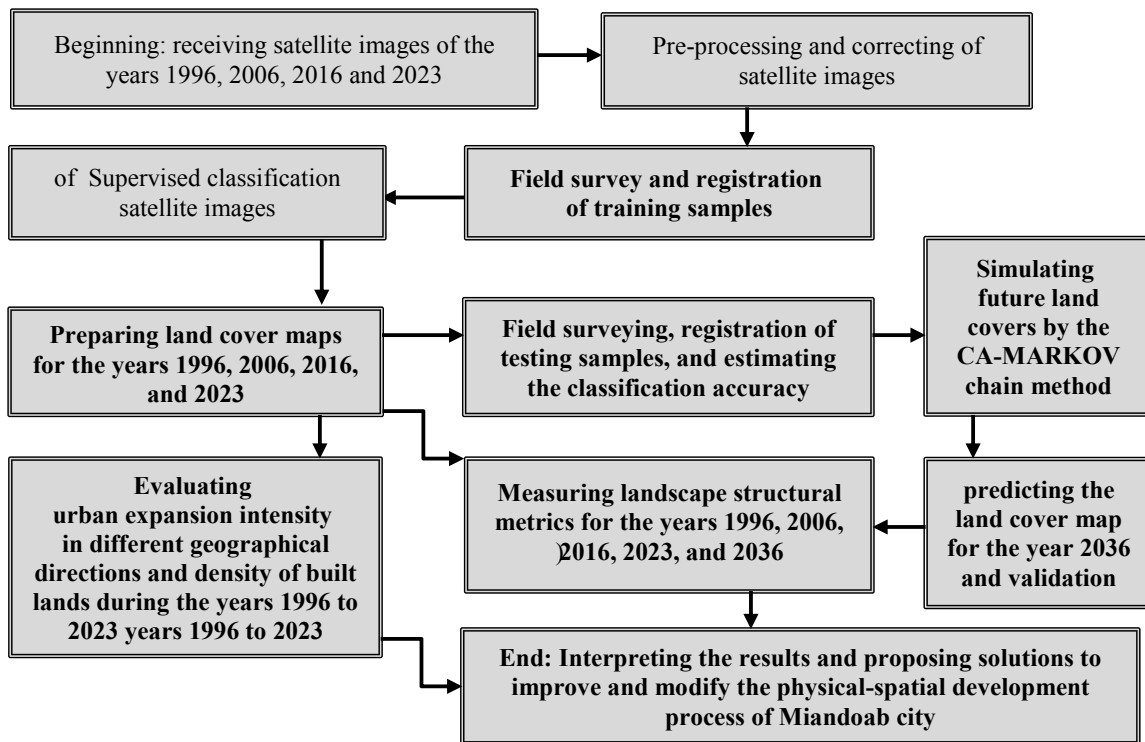 Beginning: receiving satellite images of the
years 1996, 2006, 2016 and 2023
Pre-processing and correcting of
satellite images
Field survey and registration
of training samples
of Supervised classification
satellite images
Preparing land cover maps
for the years 1996, 2006, 2016,
and 2023
Field surveying, registration of
testing samples, and estimating
the classification accuracy
Simulating
future land
covers by the
CA-MARKOV
chain method
predicting the
land cover map
for the year 2036
and validation
Measuring landscape structural
metrics for the years 1996, 2006,
)2016, 2023, and 2036
Evaluating
urban expansion intensity
in different geographical
directions and density of built
lands during the years 1996 to
2023 years 1996 to 2023
End: Interpreting the results and proposing solutions to
improve and modify the physical-spatial development
process of Miandoab city